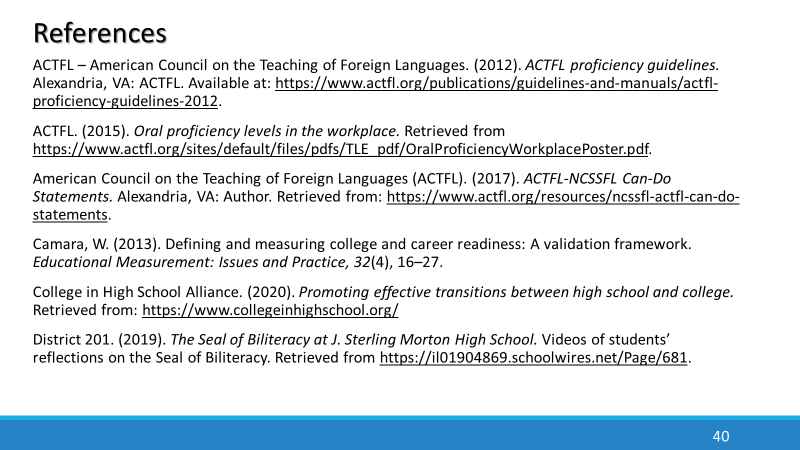 References
ACTFL – American Council on the Teaching of Foreign Languages. (2012). ACTFL proficiency guidelines.
Alexandria, VA: ACTFL. Available at: https://www.actfl.org/publications/guidelines-and-manuals/actfl-
proficiency-guidelines-2012.
ACTFL. (2015). Oral proficiency levels in the workplace. Retrieved from
https://www.actfl.org/sites/default/files/pdfs/TLE_pdf/OralProficiencyWorkplacePoster.pdf.
American Council on the Teaching of Foreign Languages (ACTFL). (2017). ACTFL-NCSSFL Can-Do
Statements. Alexandria, VA: Author. Retrieved from: https://www.actfl.org/resources/ncssfl-actfl-can-do-
statements.
Camara, W. (2013). Defining and measuring college and career readiness: A validation framework.
Educational Measurement: Issues and Practice, 32(4), 16–27.
College in High School Alliance. (2020). Promoting effective transitions between high school and college.
Retrieved from: https://www.collegeinhighschool.org/
District 201. (2019). The Seal of Biliteracy at J. Sterling Morton High School. Videos of students’
reflections on the Seal of Biliteracy. Retrieved from https://il01904869.schoolwires.net/Page/681.
40